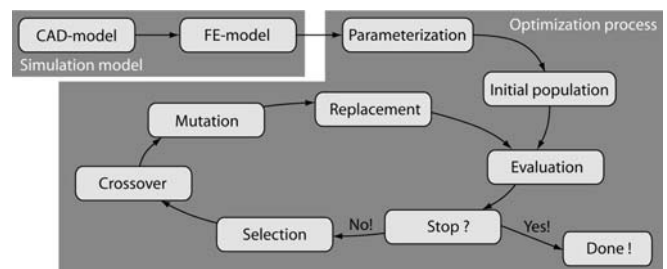 CAD-model
FE-model
Simulation model
Parameterization
Optimization process
Initial population
Evaluation
Stop ?
Yes!
Done !
No!
Selection
Crossover
Mutation
Replacement